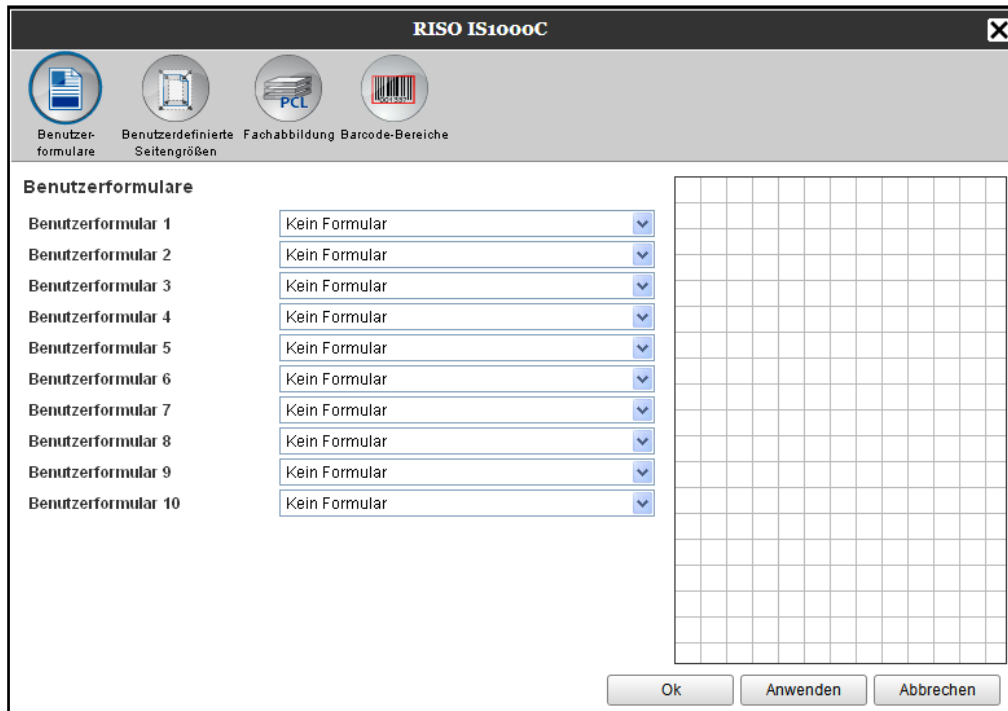 RISO IS1000C
PCL
001337
Benutzer-
formulare
Benutzerdefinierte
Seitengrößen
Fachabbildung
Barcode-Bereiche
Benutzerformulare
Benutzerformular 1 Kein Formular
Benutzerformular 2 Kein Formular
Benutzerformular 3 Kein Formular
Benutzerformular 4 Kein Formular
Benutzerformular 5 Kein Formular
Benutzerformular 6 Kein Formular
Benutzerformular 7 Kein Formular
Benutzerformular 8 Kein Formular
Benutzerformular 9 Kein Formular
Benutzerformular 10 Kein Formular
Ok Anwenden Abbrechen